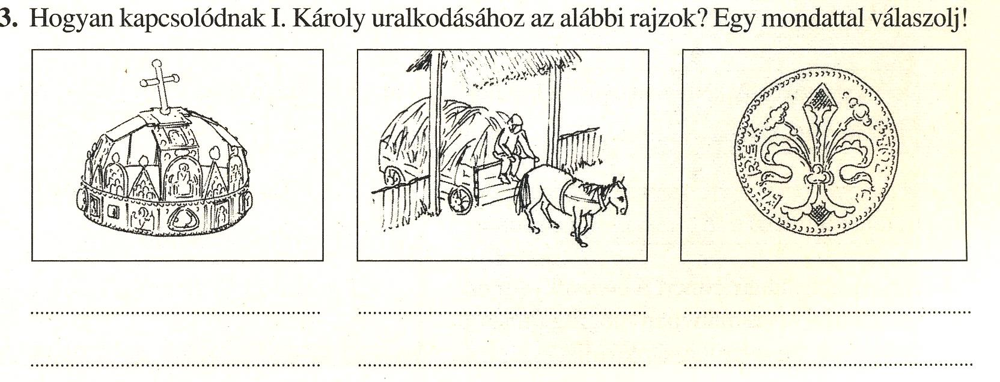 3. Hogyan kapcsolódnak I. Károly uralkodásához az alábbi rajzok? Egy mondattal válaszolj!